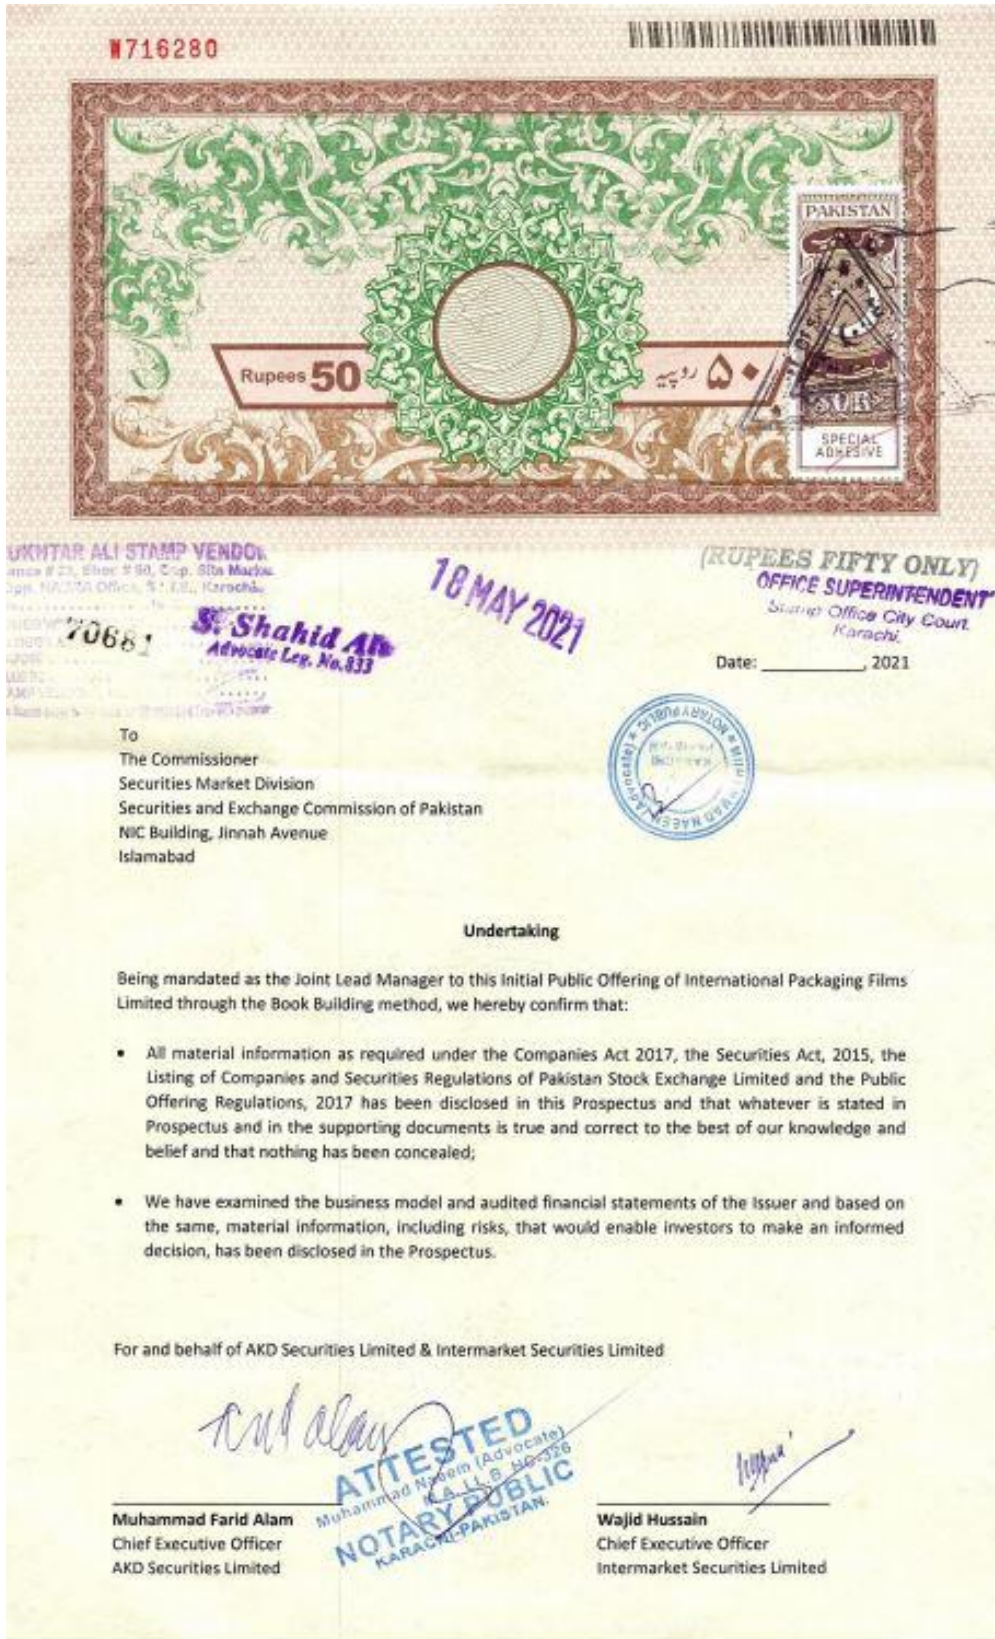 W716280
PAKISTAN
Rupees 50
۵۰ روپیہ
SUR
SPECIAL
ADHESIVE
UKHTAR ALI STAMP VENDOR
(RUPEES FIFTY ONLY)
OFFICE SUPERINTENDENT
Stamp Office City Court
Karachi.
18 MAY 2021
70681
S. Shahid Ali
Advocate Leg. No.833
Date: ____________, 2021
NOTARY PUBLIC
To
The Commissioner
Securities Market Division
Securities and Exchange Commission of Pakistan
NIC Building, Jinnah Avenue
Islamabad
Undertaking
Being mandated as the Joint Lead Manager to this Initial Public Offering of International Packaging Films
Limited through the Book Building method, we hereby confirm that:
• All material information as required under the Companies Act 2017, the Securities Act, 2015, the
Listing of Companies and Securities Regulations of Pakistan Stock Exchange Limited and the Public
Offering Regulations, 2017 has been disclosed in this Prospectus and that whatever is stated in
Prospectus and in the supporting documents is true and correct to the best of our knowledge and
belief and that nothing has been concealed;
• We have examined the business model and audited financial statements of the Issuer and based on
the same, material information, including risks, that would enable investors to make an informed
decision, has been disclosed in the Prospectus.
For and behalf of AKD Securities Limited & Intermarket Securities Limited
ATTESTED
Muhammad Naeem (Advocate)
M.A. LL.B. HC-326
NOTARY PUBLIC
KARACHI-PAKISTAN.
Muhammad Farid Alam
Chief Executive Officer
AKD Securities Limited
Wajid Hussain
Chief Executive Officer
Intermarket Securities Limited